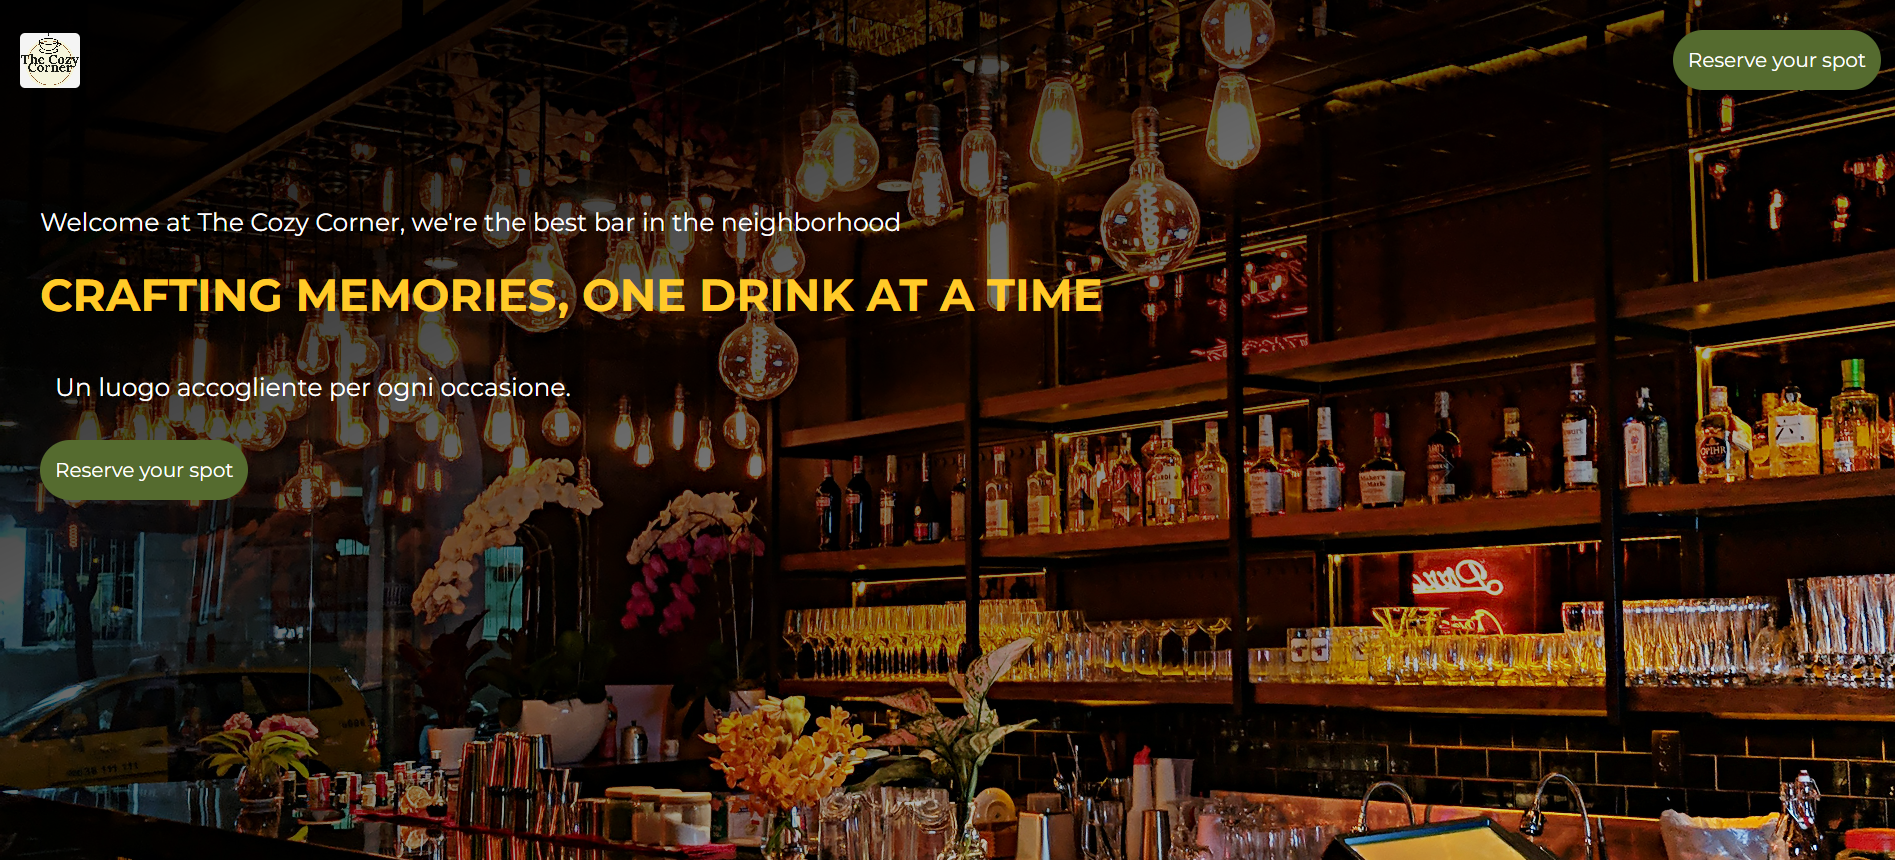 The Cozy
Corner
Reserve your spot
Welcome at The Cozy Corner, we're the best bar in the neighborhood
CRAFTING MEMORIES, ONE DRINK AT A TIME
Un luogo accogliente per ogni occasione.
Reserve your spot
OPIHR